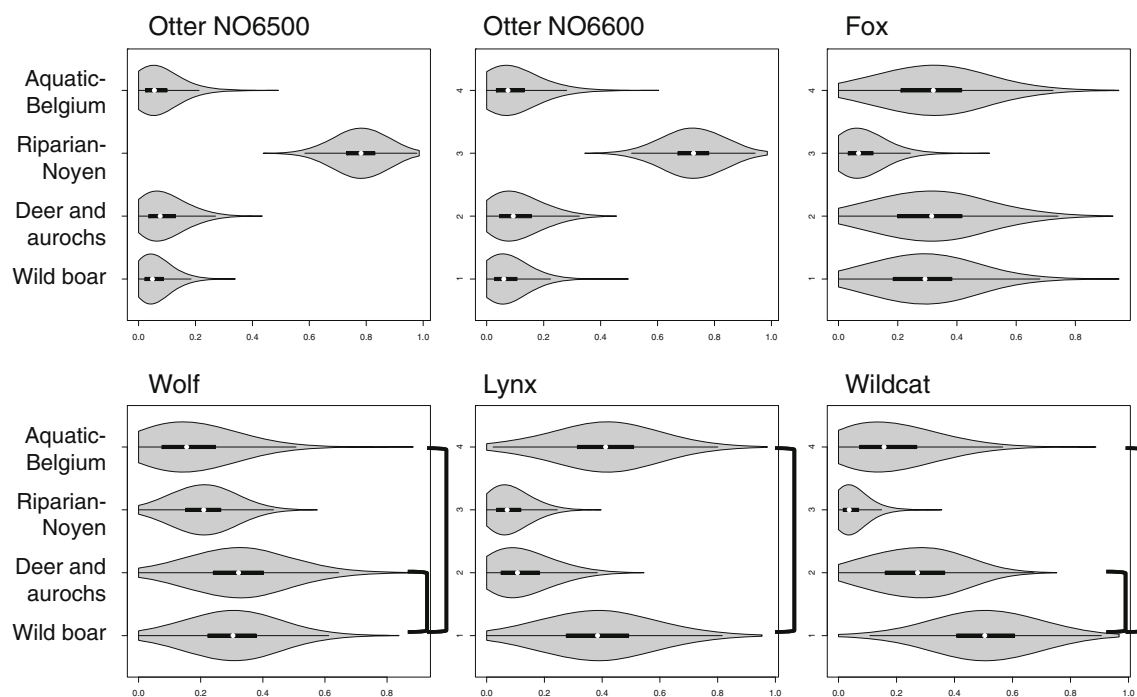 Otter NO6500 Otter NO6600 Fox
Aquatic-
Belgium
Riparian-
Noyen
Deer and
aurochs
Wild boar
4
3
2
1
4
3
2
1
0.0 0.2 0.4 0.6 0.8 1.0
0.0 0.2 0.4 0.6 0.8 1.0
0.0 0.2 0.4 0.6 0.8
Wolf Lynx Wildcat
Aquatic-
Belgium
Riparian-
Noyen
Deer and
aurochs
Wild boar
4
3
2
1
4
3
2
1
0.0 0.2 0.4 0.6 0.8
0.0 0.2 0.4 0.6 0.8 1.0
0.0 0.2 0.4 0.6 0.8 1.0